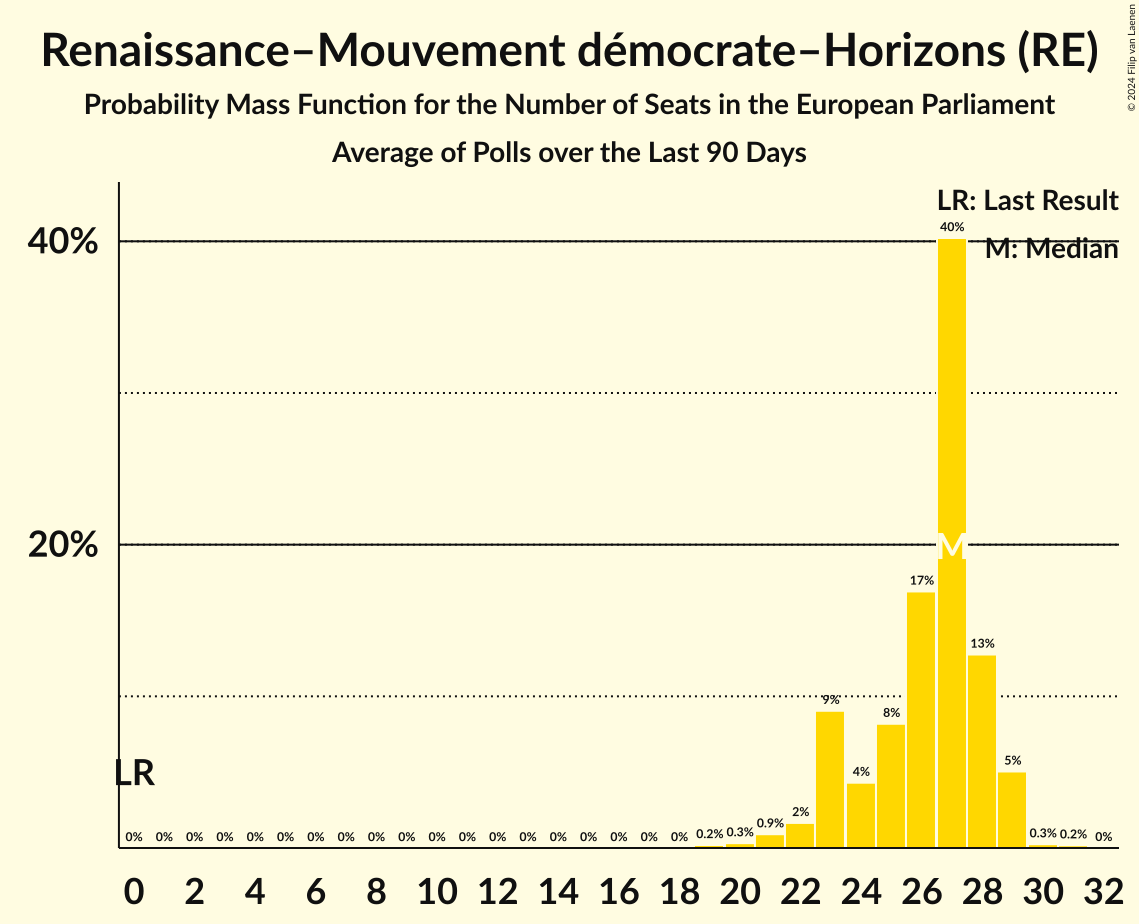 Renaissance–Mouvement démocrate–Horizons (RE)
Probability Mass Function for the Number of Seats in the European Parliament
Average of Polls over the Last 90 Days
© 2024 Filip van Laenen
LR: Last Result
M: Median
40%
20%
40%
M
17%
13%
9%
8%
4%
5%
2%
0.9%
LR
0% 0% 0% 0% 0% 0% 0% 0% 0% 0% 0% 0% 0% 0% 0% 0% 0% 0% 0% 0.2% 0.3% 0.3% 0.2% 0%
0 2 4 6 8 10 12 14 16 18 20 22 24 26 28 30 32